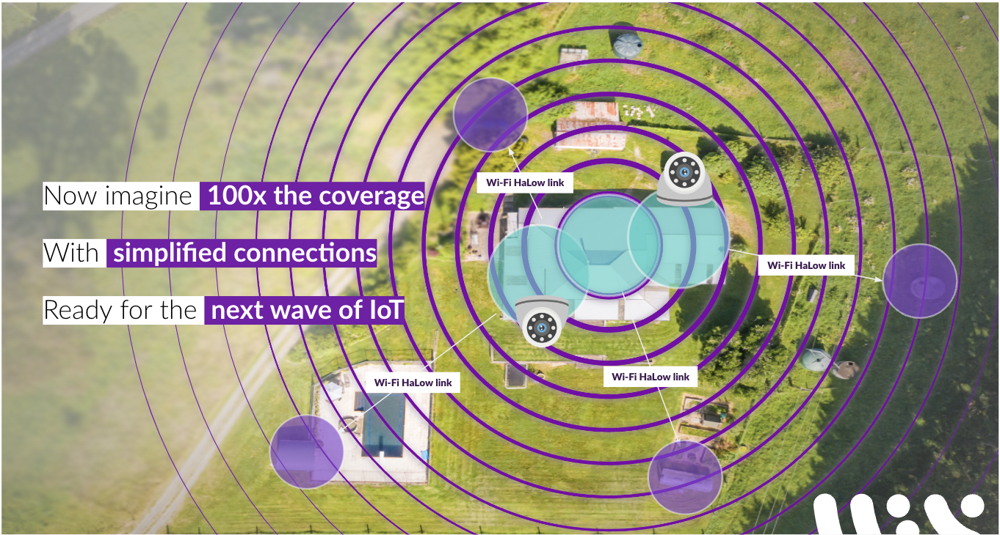 Now imagine 100x the coverage
With simplified connections
Ready for the next wave of IoT
Wi-Fi HaLow link
Wi-Fi HaLow link
Wi-Fi HaLow link
Wi-Fi HaLow link